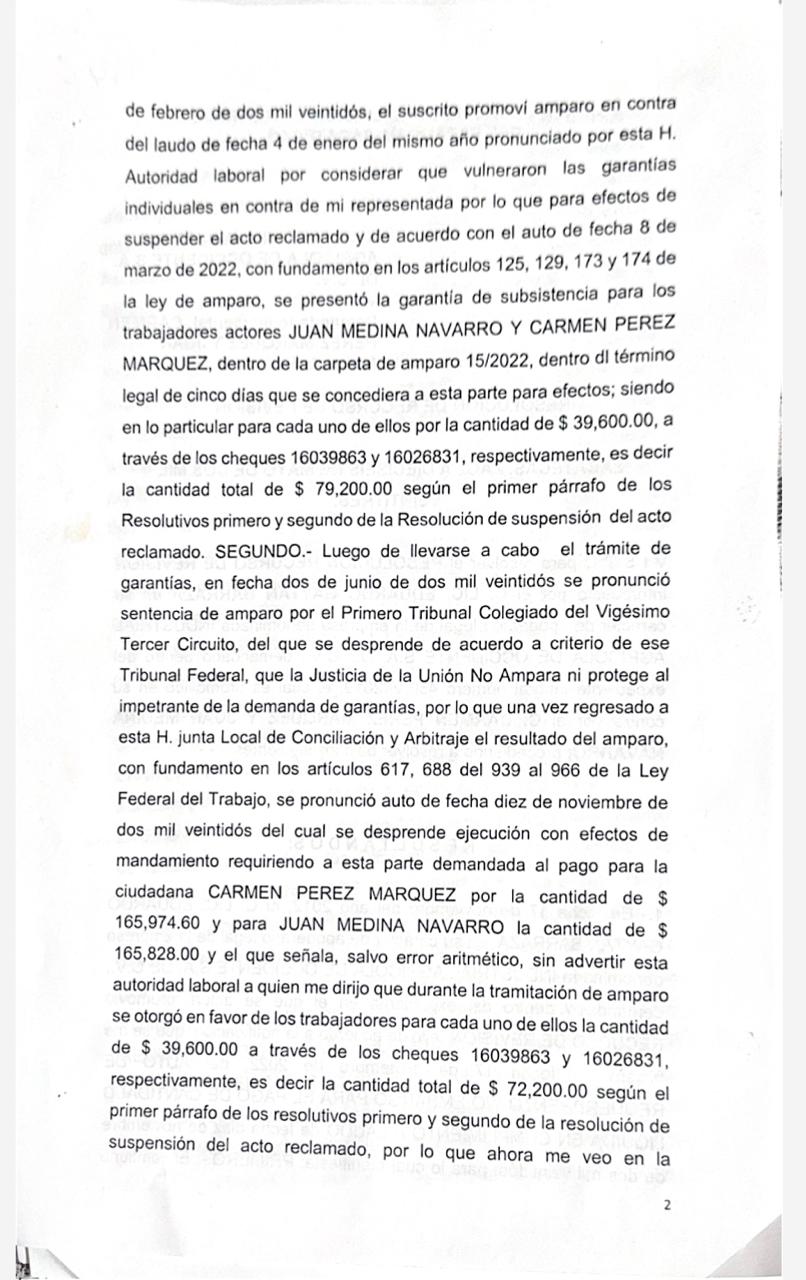 de febrero de dos mil veintidós, el suscrito promoví amparo en contra
del laudo de fecha 4 de enero del mismo año pronunciado por esta H.
Autoridad laboral por considerar que vulneraron las garantías
individuales en contra de mi representada por lo que para efectos de
suspender el acto reclamado y de acuerdo con el auto de fecha 8 de
marzo de 2022, con fundamento en los artículos 125, 129, 173 y 174 de
la ley de amparo, se presentó la garantía de subsistencia para los
trabajadores actores JUAN MEDINA NAVARRO Y CARMEN PEREZ
MARQUEZ, dentro de la carpeta de amparo 15/2022, dentro dl término
legal de cinco días que se concediera a esta parte para efectos; siendo
en lo particular para cada uno de ellos por la cantidad de $ 39,600.00, a
través de los cheques 16039863 y 16026831, respectivamente, es decir
la cantidad total de $ 79,200.00 según el primer párrafo de los
Resolutivos primero y segundo de la Resolución de suspensión del acto
reclamado. SEGUNDO.- Luego de llevarse a cabo el trámite de
garantías, en fecha dos de junio de dos mil veintidós se pronunció
sentencia de amparo por el Primero Tribunal Colegiado del Vigésimo
Tercer Circuito, del que se desprende de acuerdo a criterio de ese
Tribunal Federal, que la Justicia de la Unión No Ampara ni protege al
impetrante de la demanda de garantías, por lo que una vez regresado a
esta H. junta Local de Conciliación y Arbitraje el resultado del amparo,
con fundamento en los artículos 617, 688 del 939 al 966 de la Ley
Federal del Trabajo, se pronunció auto de fecha diez de noviembre de
dos mil veintidós del cual se desprende ejecución con efectos de
mandamiento requiriendo a esta parte demandada al pago para la
ciudadana CARMEN PEREZ MARQUEZ por la cantidad de $
165,974.60 y para JUAN MEDINA NAVARRO la cantidad de $
165,828.00 y el que señala, salvo error aritmético, sin advertir esta
autoridad laboral a quien me dirijo que durante la tramitación de amparo
se otorgó en favor de los trabajadores para cada uno de ellos la cantidad
de $ 39,600.00 a través de los cheques 16039863 y 16026831,
respectivamente, es decir la cantidad total de $ 72,200.00 según el
primer párrafo de los resolutivos primero y segundo de la resolución de
suspensión del acto reclamado, por lo que ahora me veo en la
2